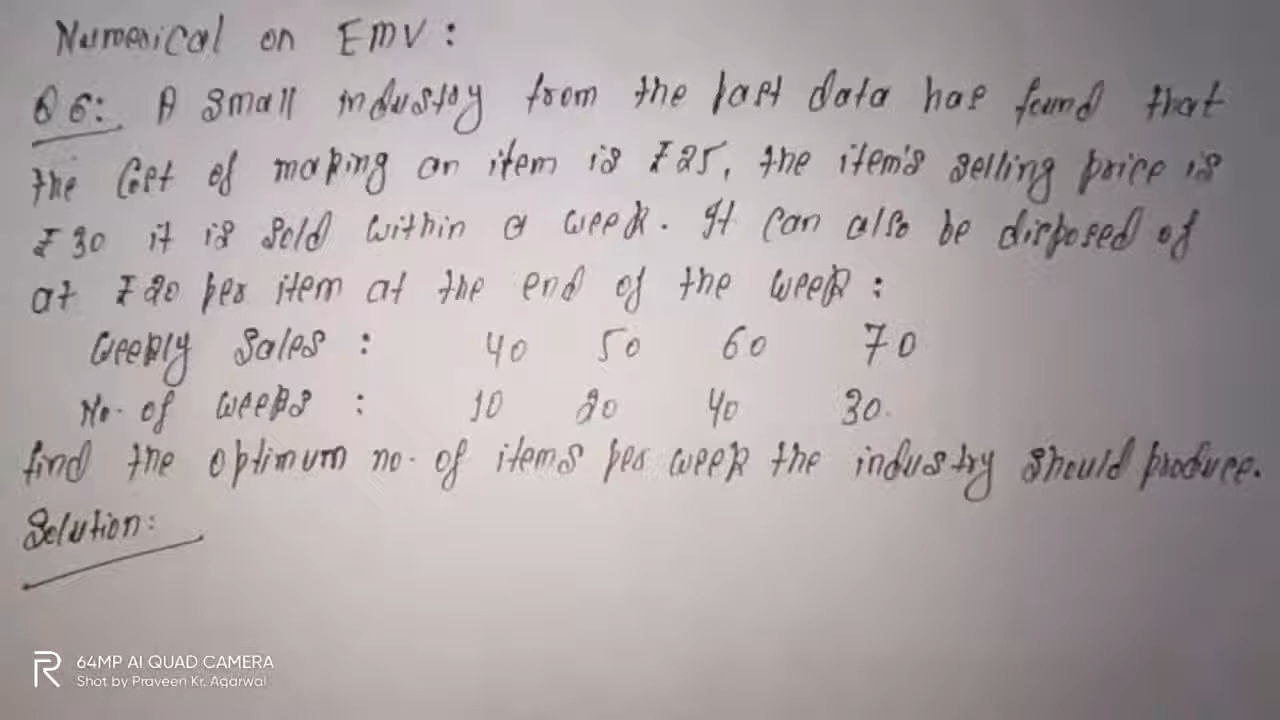 Numerical on EMV :
Q6: A small industry from the past data has found that
the Cost of making an item is ₹25, the item's selling price is
₹30 it is sold within a week. It can also be disposed of
at ₹20 per item at the end of the week :
Weekly Sales : 40 50 60 70
No. of weeks : 10 20 40 30.
find the optimum no. of items per week the industry should produce.
Solution:
64MP AI QUAD CAMERA
Shot by Praveen Kr. Agarwal